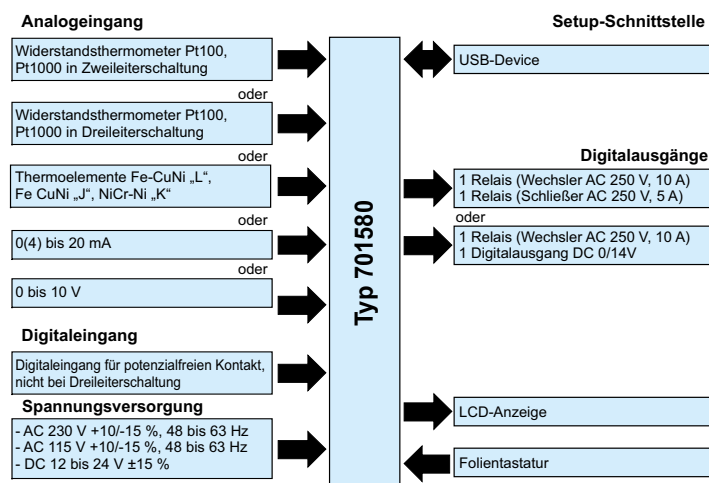 Analogeingang
Widerstandsthermometer Pt100,
Pt1000 in Zweileiterschaltung
oder
Widerstandsthermometer Pt100,
Pt1000 in Dreileiterschaltung
oder
Thermoelemente Fe-CuNi „L“,
Fe CuNi „J“, NiCr-Ni „K“
oder
0(4) bis 20 mA
oder
0 bis 10 V
Digitaleingang
Digitaleingang für potenzialfreien Kontakt,
nicht bei Dreileiterschaltung
Spannungsversorgung
- AC 230 V +10/-15 %, 48 bis 63 Hz
- AC 115 V +10/-15 %, 48 bis 63 Hz
- DC 12 bis 24 V ±15 %
Typ 701580
Setup-Schnittstelle
USB-Device
Digitalausgänge
1 Relais (Wechsler AC 250 V, 10 A)
1 Relais (Schließer AC 250 V, 5 A)
oder
1 Relais (Wechsler AC 250 V, 10 A)
1 Digitalausgang DC 0/14V
LCD-Anzeige
Folientastatur